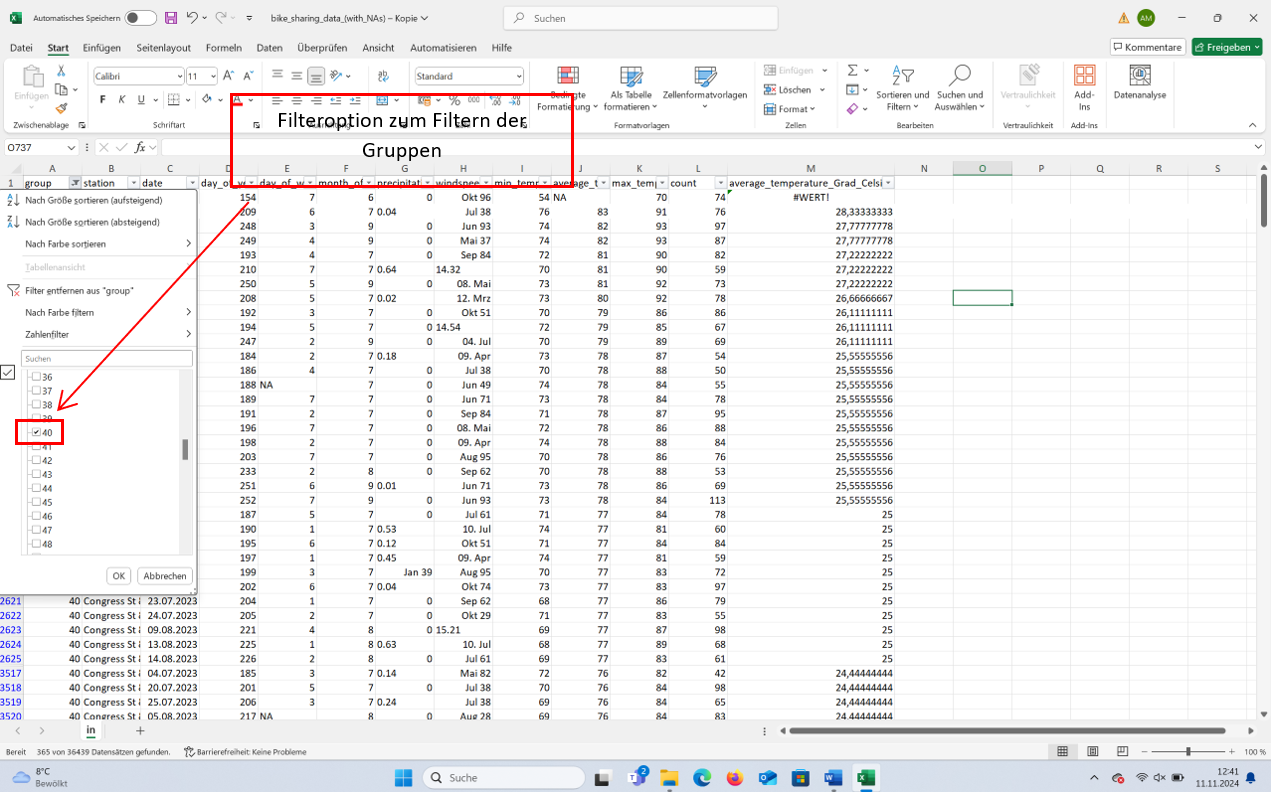 Automatisches Speichern
bike_sharing_data_(with_NAs) – Kopie
Suchen
AM
Datei Start Einfügen Seitenlayout Formeln Daten Überprüfen Ansicht Automatisieren Hilfe
Kommentare Freigeben
Einfügen
Calibri 11
F K U
Standard
Bedingte Formatierung
Als Tabelle formatieren
Zellenformatvorlagen
Einfügen
Löschen
Format
Sortieren und Filtern
Suchen und Auswählen
Vertraulichkeit
Add-Ins
Datenanalyse
Zwischenablage Schriftart Formatvorlagen Zellen Bearbeiten Vertraulichkeit Add-Ins
Filteroption zum Filtern der
Gruppen
O737 fx
A B C D E F G H I J K L M N O P Q R S
1 group station date precipitat windspee min_temp average_t max_temp count average_temperature_Grad_Celsi
154 7 6 0 Okt 96 54 NA 70 74 #WERT!
209 6 7 0.04 Jul 38 76 83 91 76 28,33333333
248 3 9 0 Jun 93 74 82 93 97 27,77777778
249 4 9 0 Mai 37 74 82 93 87 27,77777778
193 4 7 0 Sep 84 72 81 90 82 27,22222222
210 7 7 0.64 14.32 70 81 90 59 27,22222222
250 5 9 0 08. Mai 73 81 92 73 27,22222222
208 5 7 0.02 12. Mrz 73 80 92 78 26,66666667
192 3 7 0 Okt 51 70 79 86 86 26,11111111
194 5 7 0 14.54 72 79 85 67 26,11111111
247 2 9 0 04. Jul 70 79 89 69 26,11111111
184 2 7 0.18 09. Apr 73 78 87 54 25,55555556
186 4 7 0 Jul 38 70 78 88 50 25,55555556
188 NA 7 0 Jun 49 74 78 84 55 25,55555556
189 7 7 0 Jun 71 73 78 84 78 25,55555556
191 2 7 0 Sep 84 71 78 87 95 25,55555556
196 7 7 0 08. Mai 72 78 86 88 25,55555556
198 2 7 0 09. Apr 74 78 88 84 25,55555556
203 7 7 0 Aug 95 70 78 86 76 25,55555556
233 2 8 0 Sep 62 70 78 88 53 25,55555556
251 6 9 0.01 Jun 71 73 78 86 69 25,55555556
252 7 9 0 Jun 93 73 78 84 113 25,55555556
187 5 7 0 Jul 61 71 77 84 78 25
190 1 7 0.53 10. Jul 74 77 81 60 25
195 6 7 0.12 Okt 51 71 77 84 65 25
197 1 7 0.45 09. Apr 74 77 81 59 25
199 3 7 Jan 39 Aug 95 70 77 83 72 25
202 6 7 0.04 Okt 74 73 77 83 97 25
2621 40 Congress St 23.07.2023 204 1 7 0 Sep 62 68 77 86 79 25
2622 40 Congress St 24.07.2023 205 2 7 0 Okt 29 71 77 83 55 25
2623 40 Congress St 09.08.2023 221 4 8 0 15.21 69 77 87 98 25
2624 40 Congress St 13.08.2023 225 1 8 0.63 10. Jul 68 77 89 68 25
2625 40 Congress St 14.08.2023 226 2 8 0 Jul 61 69 77 83 61 25
3517 40 Congress St 04.07.2023 185 3 7 0.14 Mai 82 72 76 82 42 24,44444444
3518 40 Congress St 20.07.2023 201 5 7 0 Jul 38 70 76 84 98 24,44444444
3519 40 Congress St 25.07.2023 206 3 7 0.24 Jul 38 70 76 84 65 24,44444444
3520 40 Congress St 05.08.2023 217 NA 8 0 Aug 28 69 76 84 83 24,44444444
Nach Größe sortieren (aufsteigend)
Nach Größe sortieren (absteigend)
Nach Farbe sortieren
Tabellenansicht
Filter entfernen aus "group"
Nach Farbe filtern
Zahlenfilter
Suchen
36
37
38
39
40
41
42
43
44
45
46
47
48
OK Abbrechen
in
Bereit 365 von 36439 Datensätzen gefunden. Barrierefreiheit: Keine Probleme
100 %
8°C
Bewölkt
Suche
2
12:41
11.11.2024